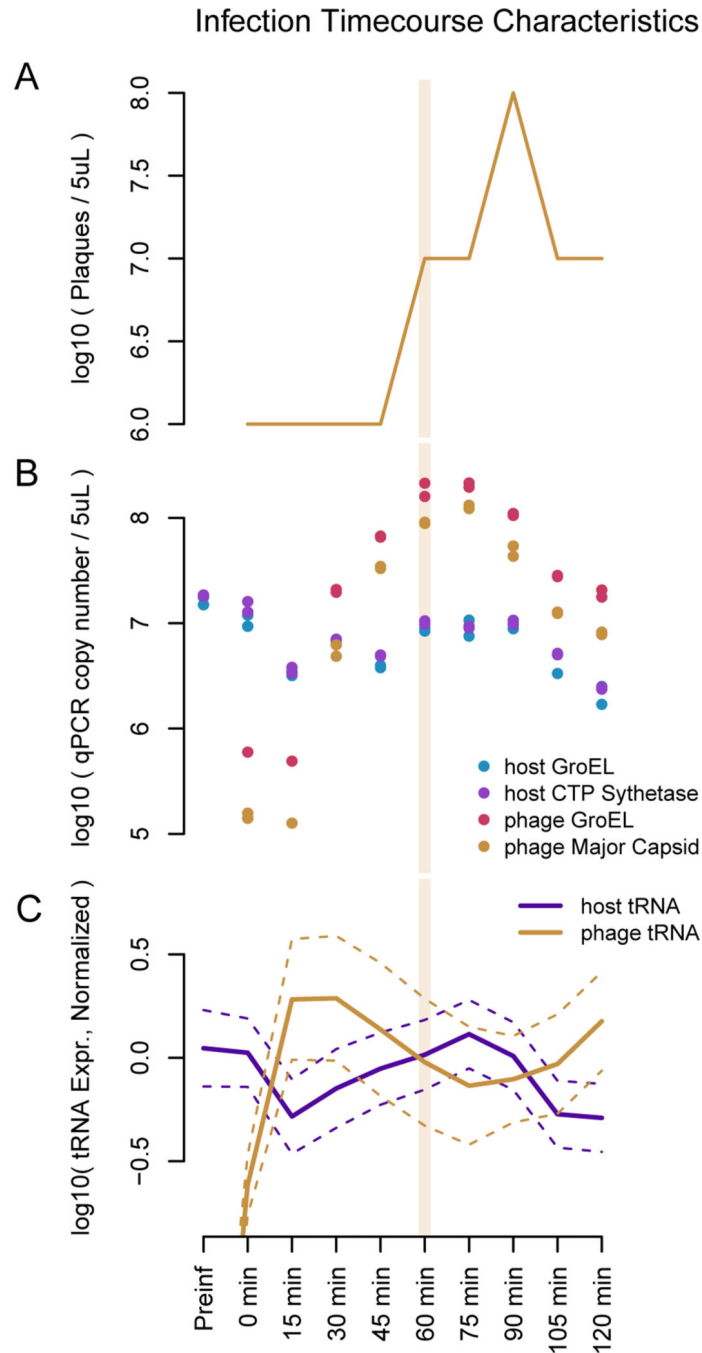 Infection Timecourse Characteristics
A
log10 ( Plaques / 5uL )
8.0
7.5
7.0
6.5
6.0
B
log10 ( qPCR copy number / 5uL )
8
7
6
5
host GroEL
host CTP Sythetase
phage GroEL
phage Major Capsid
C
log10( tRNA Expr., Normalized )
0.5
0.0
−0.5
host tRNA
phage tRNA
Preinf
0 min
15 min
30 min
45 min
60 min
75 min
90 min
105 min
120 min